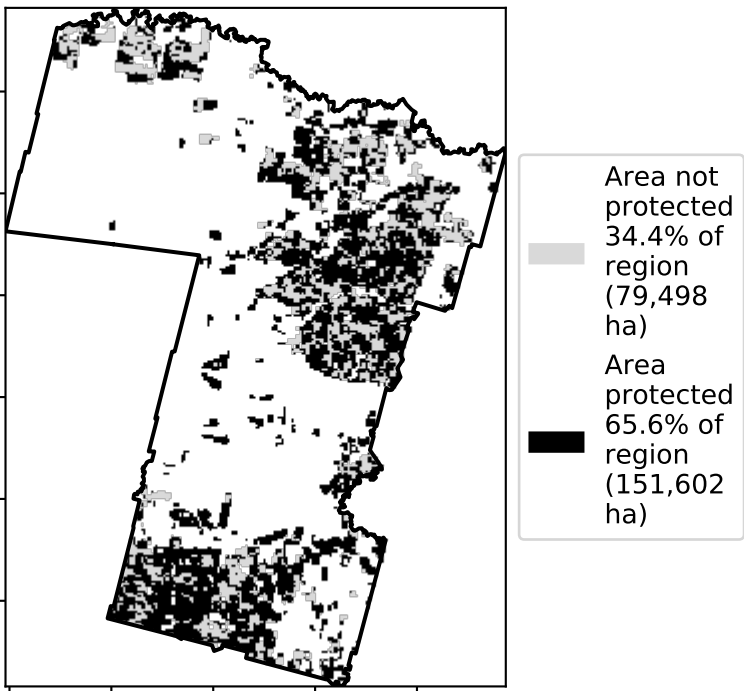 Area not
protected
34.4% of
region
(79,498
ha)
Area
protected
65.6% of
region
(151,602
ha)